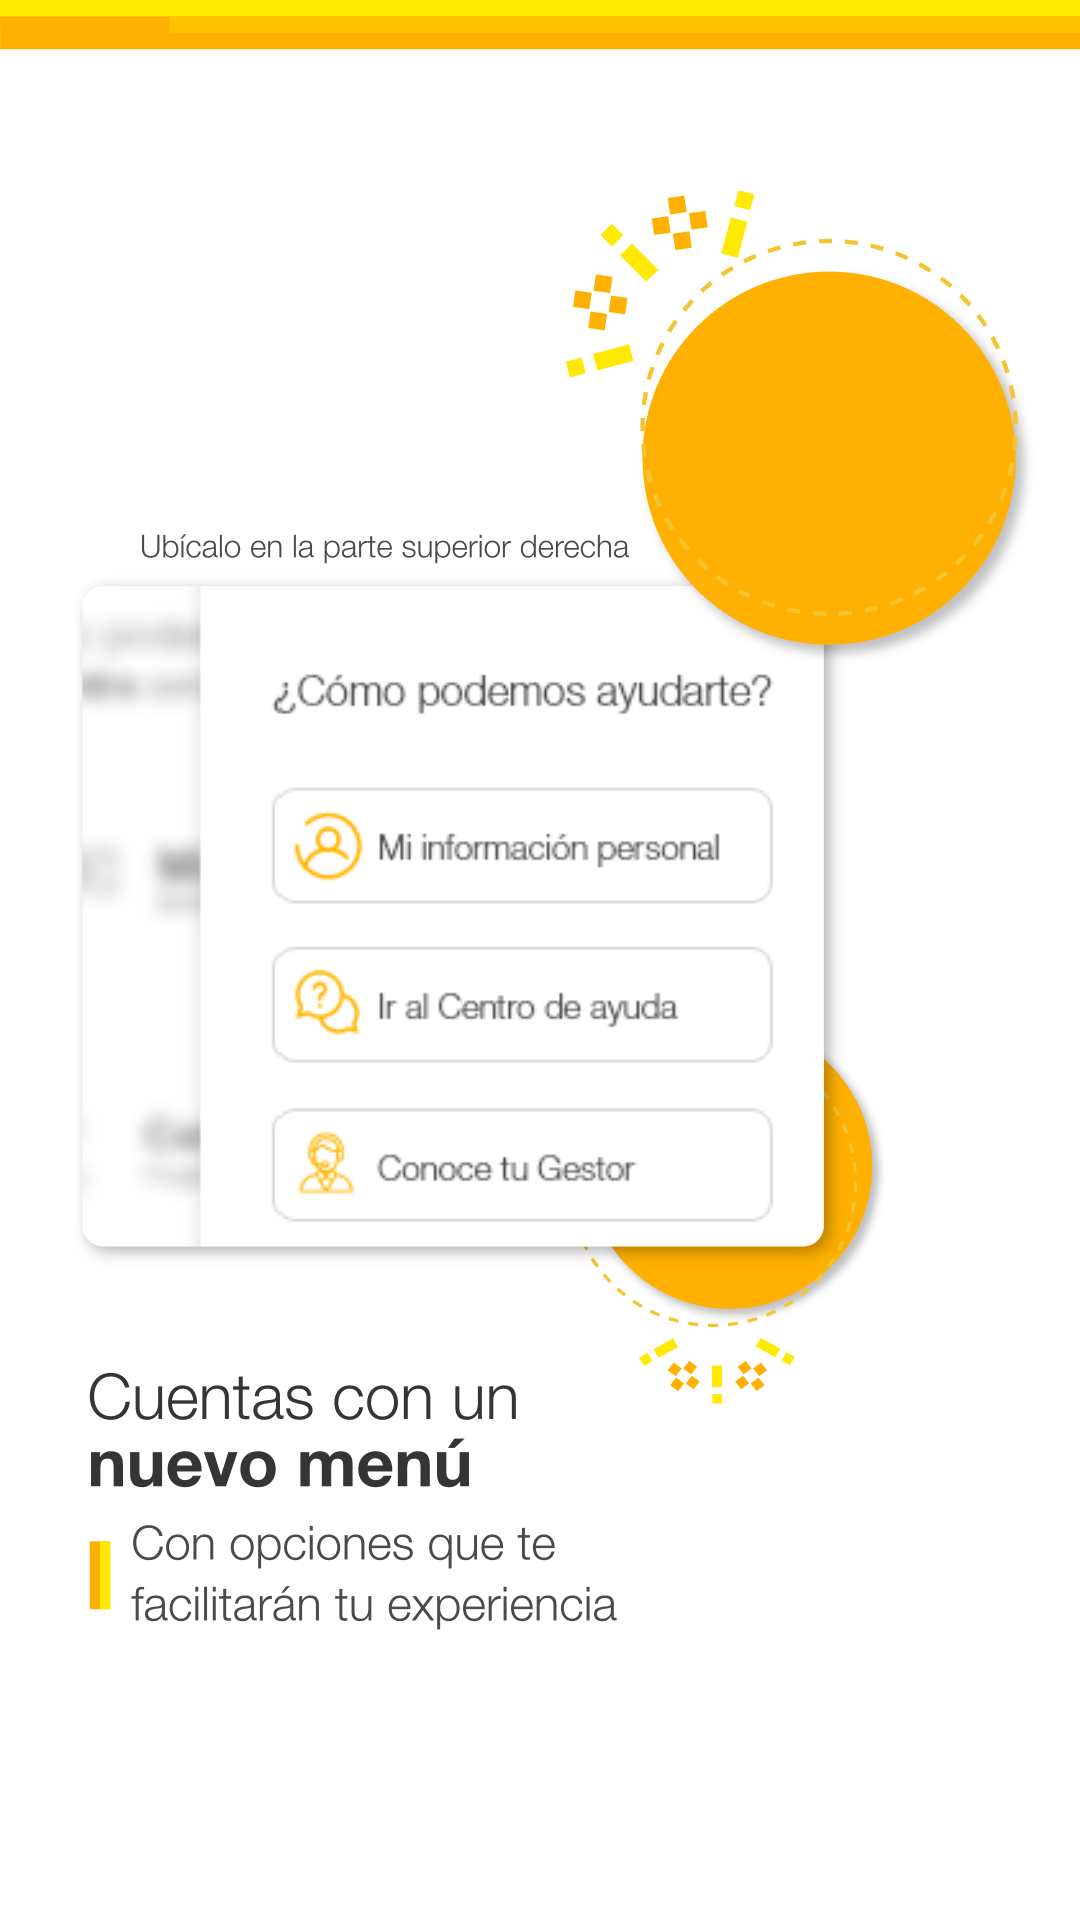 Ubícalo en la parte superior derecha
¿Cómo podemos ayudarte?
Mi información personal
Ir al Centro de ayuda
Conoce tu Gestor
Cuentas con un
nuevo menú
Con opciones que te
facilitarán tu experiencia